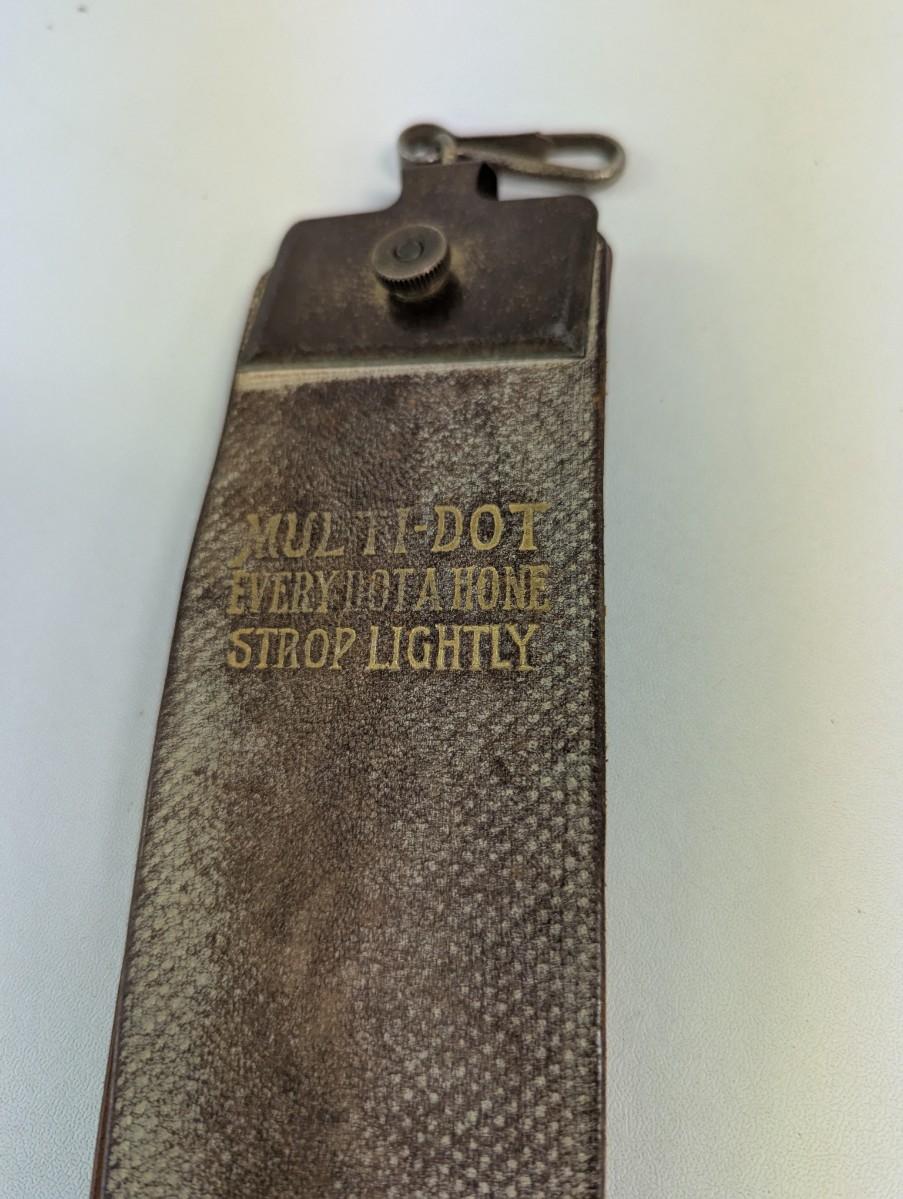 MULTI-DOT
EVERY DOT A HONE
STROP LIGHTLY